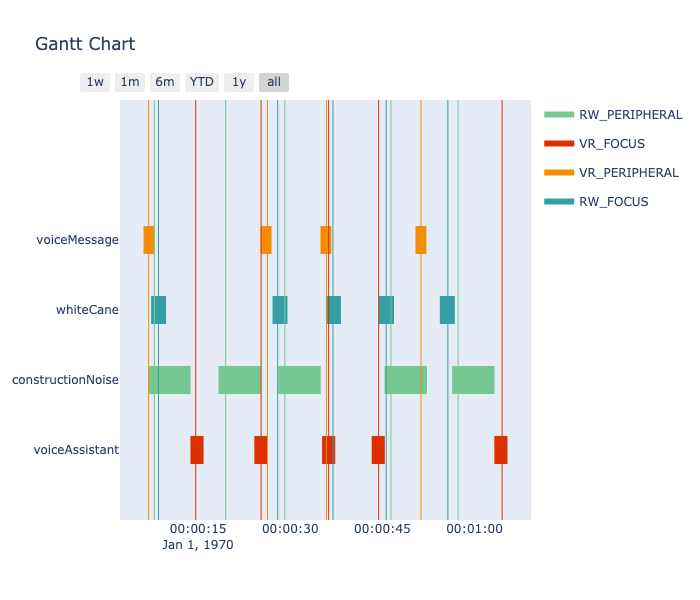 Gantt Chart
1w 1m 6m YTD 1y all
RW_PERIPHERAL
VR_FOCUS
VR_PERIPHERAL
RW_FOCUS
voiceMessage
whiteCane
constructionNoise
voiceAssistant
00:00:15 00:00:30 00:00:45 00:01:00
Jan 1, 1970